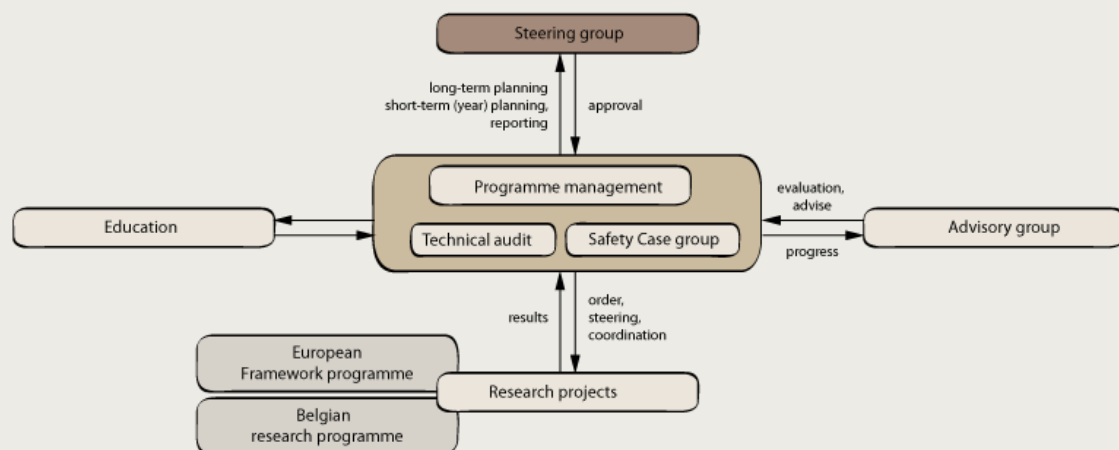 Steering group
long-term planning
short-term (year) planning,
reporting
approval
Programme management
Technical audit
Safety Case group
Education
evaluation,
advise
Advisory group
progress
results
order,
steering,
coordination
European
Framework programme
Research projects
Belgian
research programme